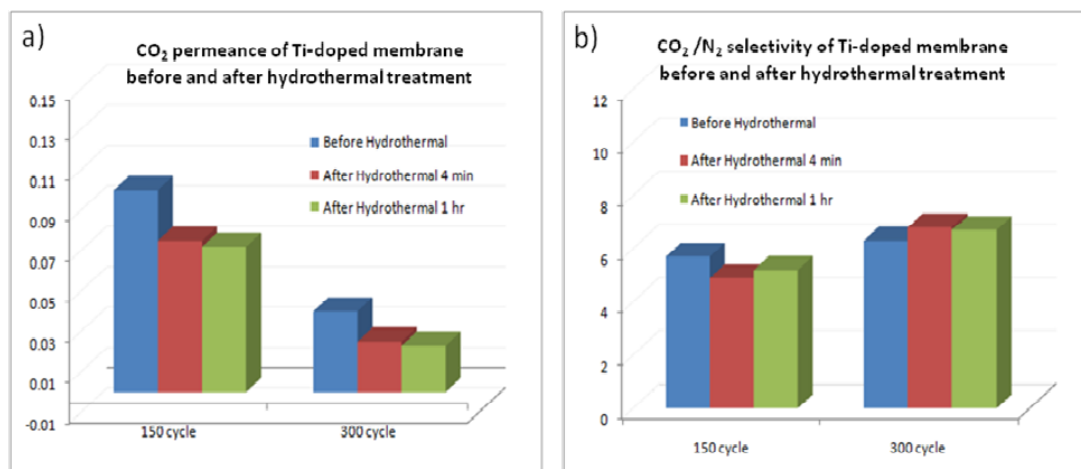 a)
CO₂ permeance of Ti-doped membrane
before and after hydrothermal treatment
0.15
0.13
0.11
0.09
0.07
0.05
0.03
0.01
-0.01
Before Hydrothermal
After Hydrothermal 4 min
After Hydrothermal 1 hr
150 cycle
300 cycle
b)
CO₂ /N₂ selectivity of Ti-doped membrane
before and after hydrothermal treatment
12
10
8
6
4
2
0
Before Hydrothermal
After Hydrothermal 4 min
After Hydrothermal 1 hr
150 cycle
300 cycle